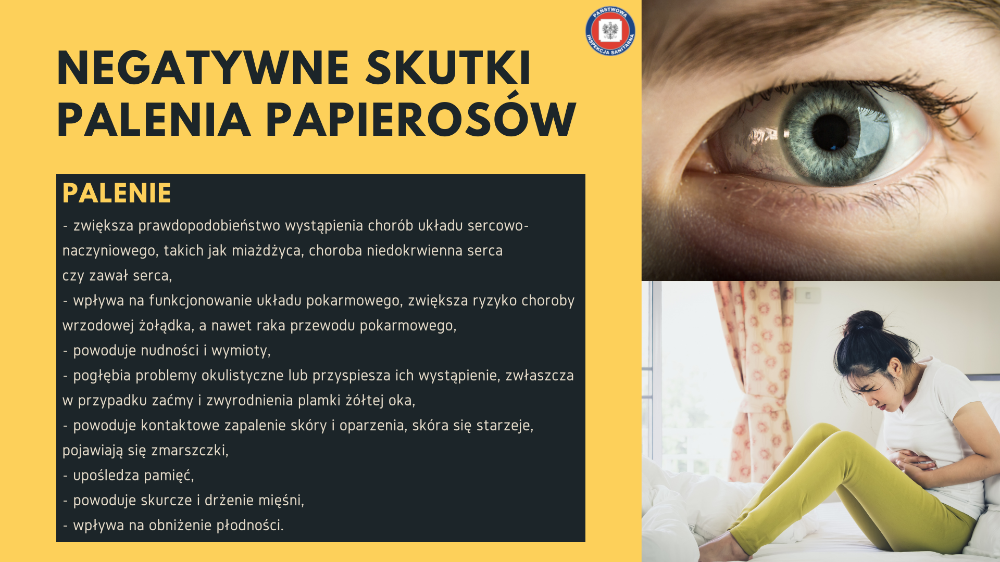 PAŃSTWOWA
INSPEKCJA SANITARNA
NEGATYWNE SKUTKI
PALENIA PAPIEROSÓW
PALENIE
- zwiększa prawdopodobieństwo wystąpienia chorób układu sercowo-
naczyniowego, takich jak miażdżyca, choroba niedokrwienna serca
czy zawał serca,
- wpływa na funkcjonowanie układu pokarmowego, zwiększa ryzyko choroby
wrzodowej żołądka, a nawet raka przewodu pokarmowego,
- powoduje nudności i wymioty,
- pogłębia problemy okulistyczne lub przyspiesza ich wystąpienie, zwłaszcza
w przypadku zaćmy i zwyrodnienia plamki żółtej oka,
- powoduje kontaktowe zapalenie skóry i oparzenia, skóra się starzeje,
pojawiają się zmarszczki,
- upośledza pamięć,
- powoduje skurcze i drżenie mięśni,
- wpływa na obniżenie płodności.